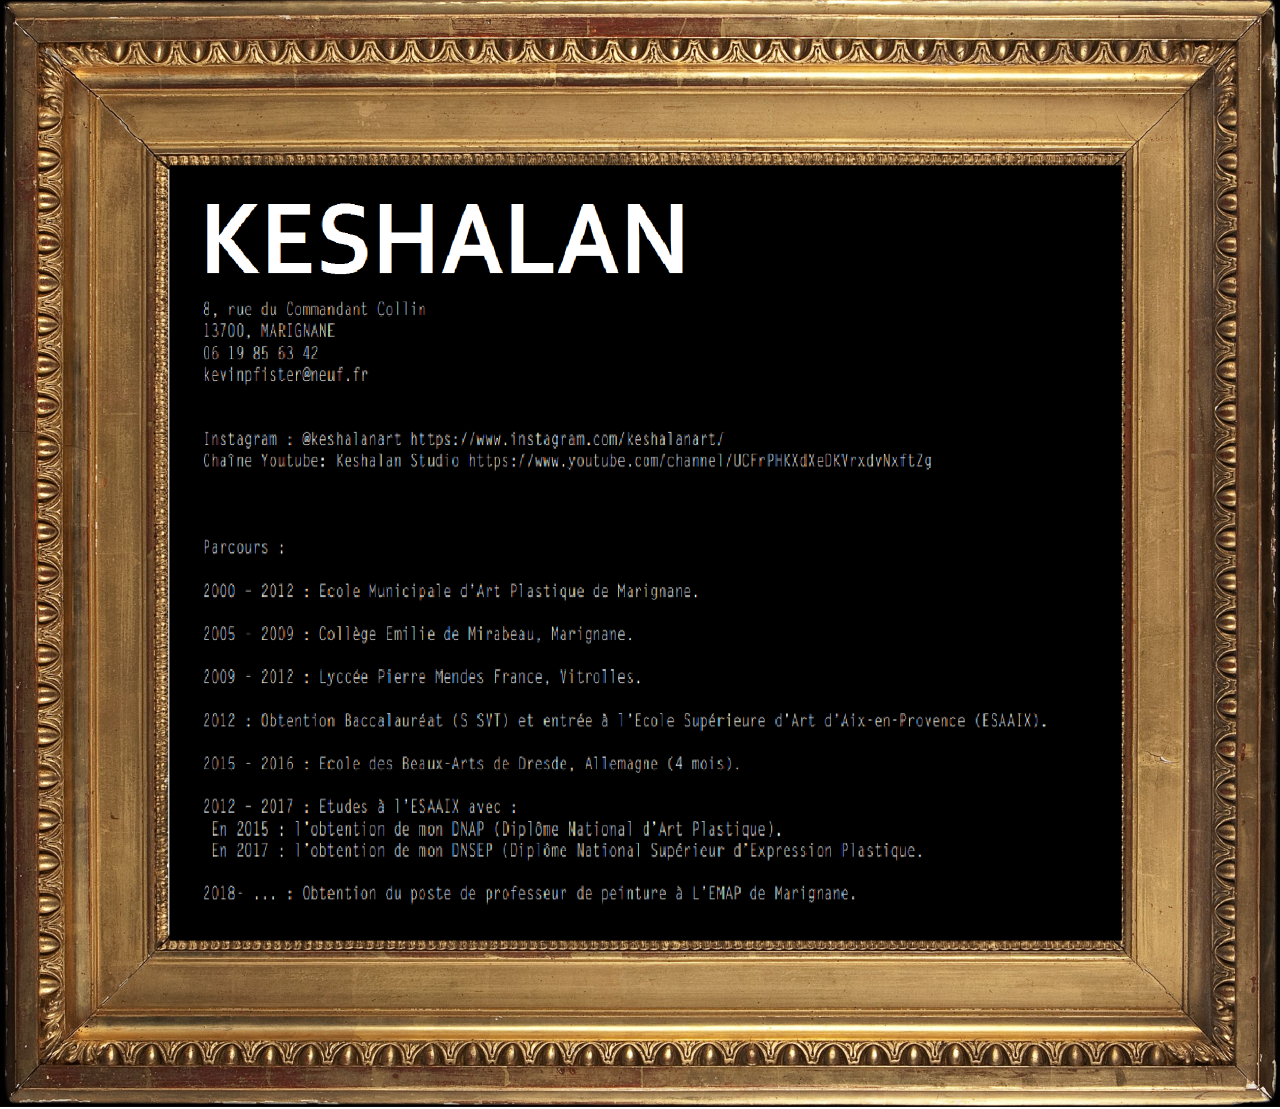 KESHALAN
8, rue du Commandant Collin
13700, MARIGNANE
06 19 85 63 42
kevinpfister@neuf.fr
Instagram : @keshalanart https://www.instagram.com/keshalanart/
Chaîne Youtube: Keshalan Studio https://www.youtube.com/channel/UCFrPHKXdXeDKVrxdvNxftZg
Parcours :
2000 - 2012 : Ecole Municipale d'Art Plastique de Marignane.
2005 - 2009 : Collège Emilie de Mirabeau, Marignane.
2009 - 2012 : Lyccée Pierre Mendes France, Vitrolles.
2012 : Obtention Baccalauréat (S SVT) et entrée à l'Ecole Supérieure d'Art d'Aix-en-Provence (ESAAIX).
2015 - 2016 : Ecole des Beaux-Arts de Dresde, Allemagne (4 mois).
2012 - 2017 : Etudes à l'ESAAIX avec :
En 2015 : l'obtention de mon DNAP (Diplôme National d'Art Plastique).
En 2017 : l'obtention de mon DNSEP (Diplôme National Supérieur d'Expression Plastique.
2018- ... : Obtention du poste de professeur de peinture à L'EMAP de Marignane.